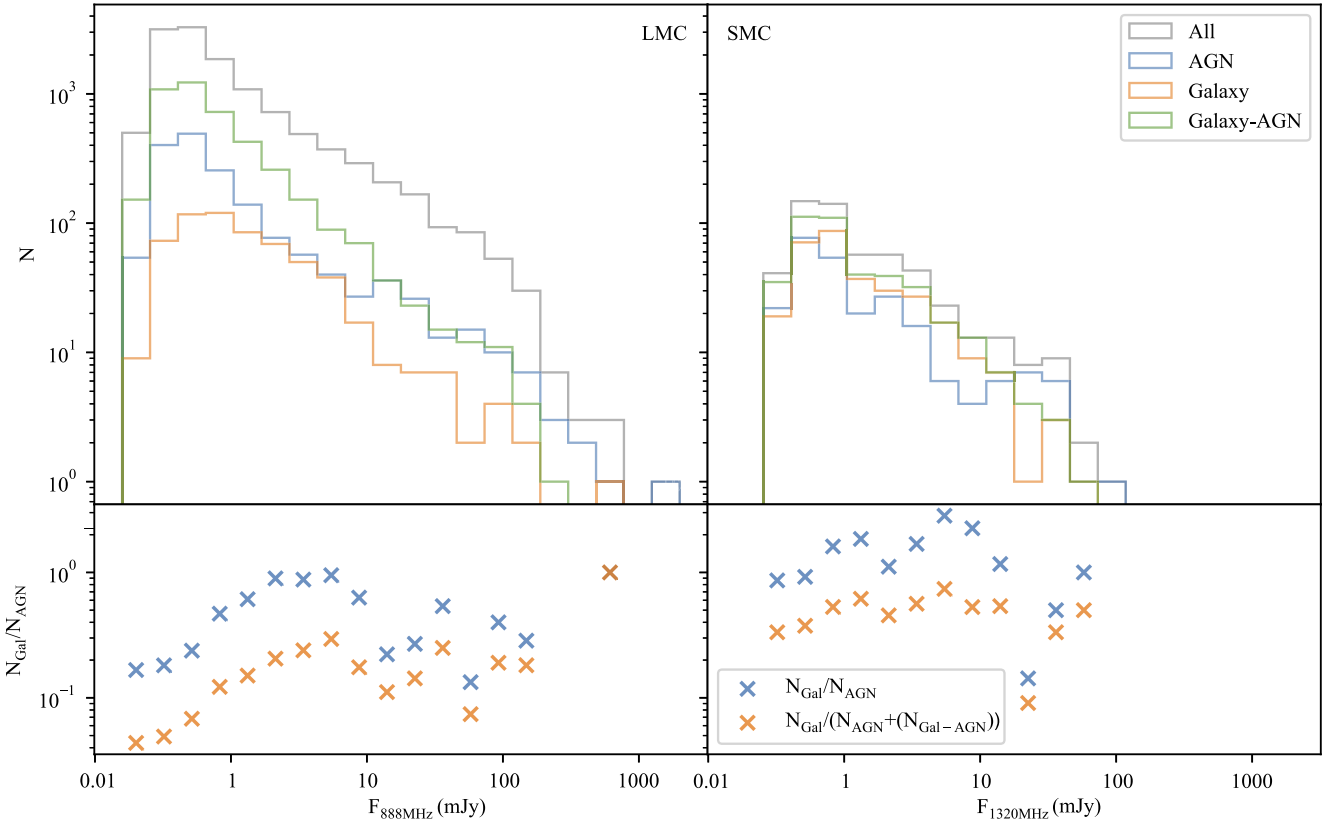 LMC
SMC
All
AGN
Galaxy
Galaxy-AGN
N
10³
10²
10¹
10⁰
N_Gal/N_AGN
10⁰
10⁻¹
N_Gal/N_AGN
N_Gal/(N_AGN+(N_Gal−AGN))
0.01 1 10 100 1000
0.01 1 10 100 1000
F_888MHz (mJy)
F_1320MHz (mJy)